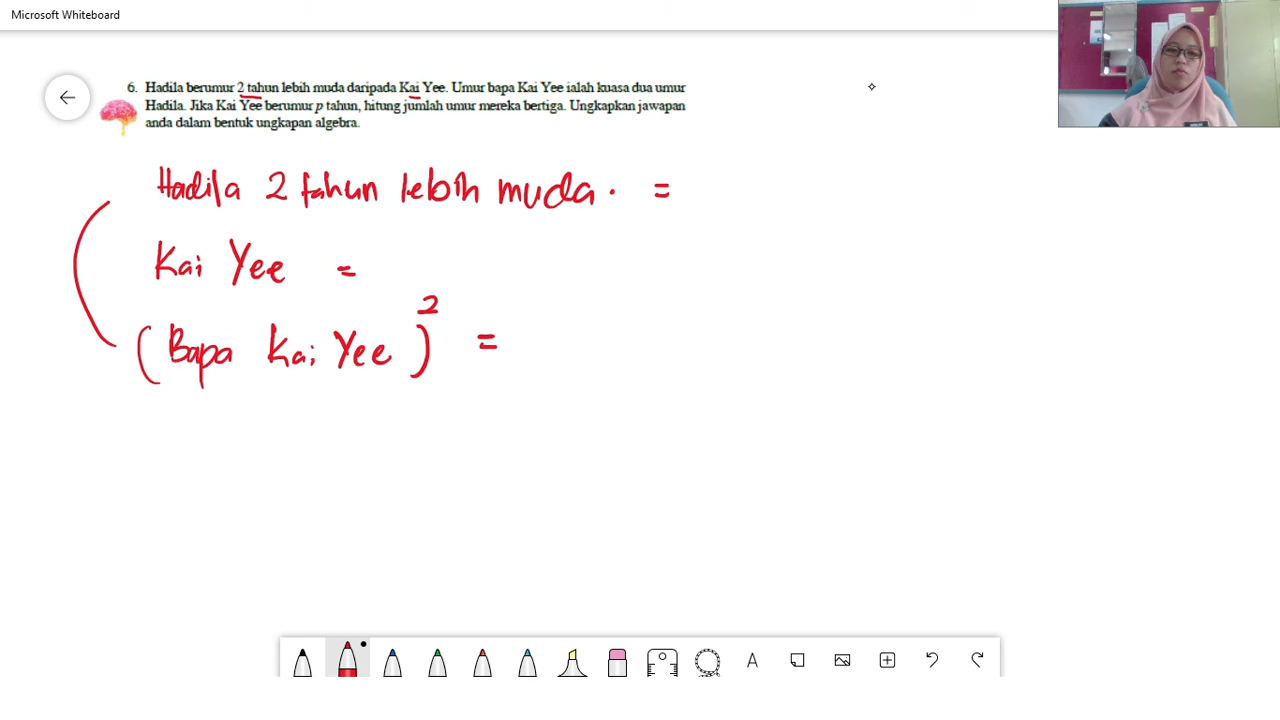 Microsoft Whiteboard
6. Hadila berumur 2 tahun lebih muda daripada Kai Yee. Umur bapa Kai Yee ialah kuasa dua umur
Hadila. Jika Kai Yee berumur p tahun, hitung jumlah umur mereka bertiga. Ungkapkan jawapan
anda dalam bentuk ungkapan algebra.
Hadila 2 tahun lebih muda. =
Kai Yee =
(Bapa Kai Yee)² =
A